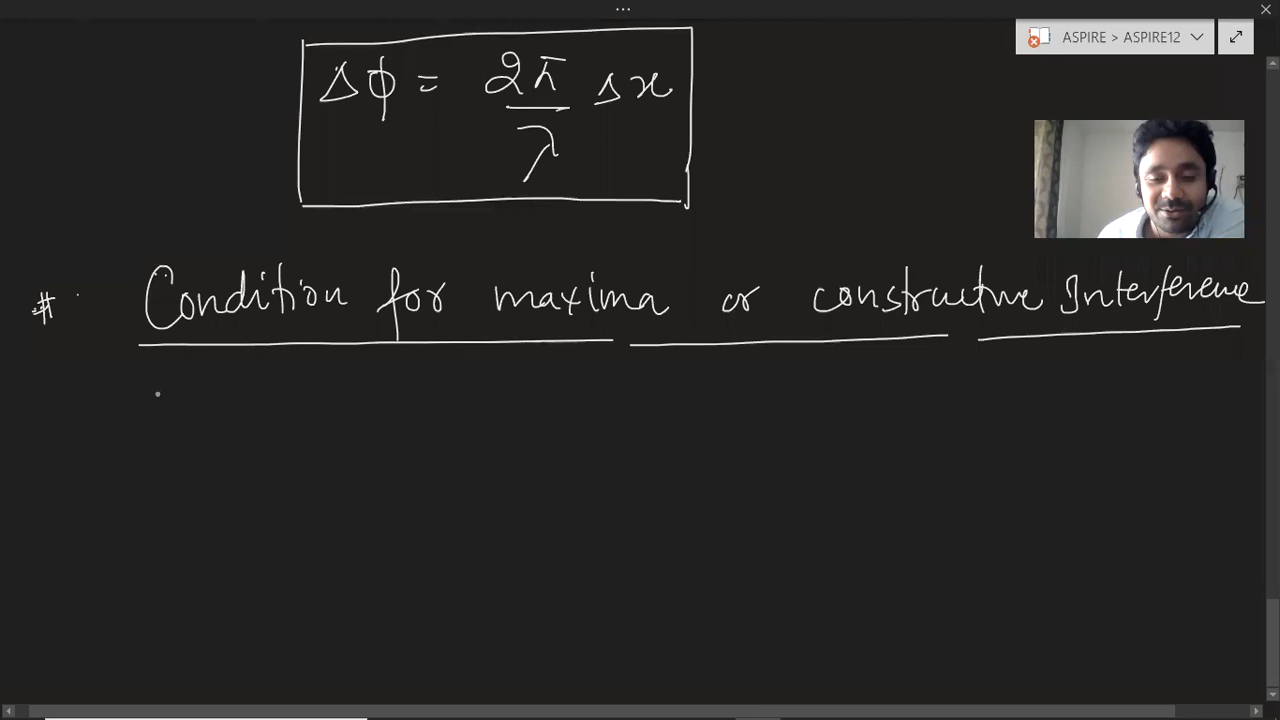 ...
ASPIRE > ASPIRE12
Δφ = 2π/λ Δx
# Condition for maxima or constructive Interference